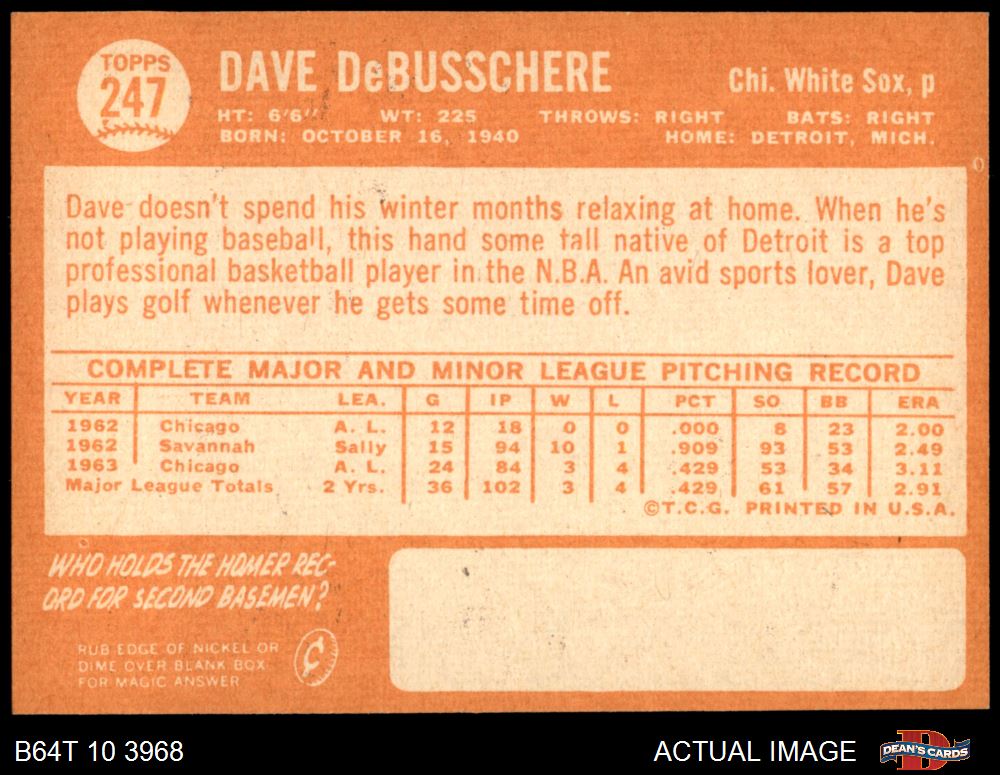 TOPPS
247
DAVE DeBUSSCHERE
Chi. White Sox, p
HT: 6'6" WT: 225 THROWS: RIGHT BATS: RIGHT
BORN: OCTOBER 16, 1940 HOME: DETROIT, MICH.
Dave doesn't spend his winter months relaxing at home. When he's
not playing baseball, this hand some tall native of Detroit is a top
professional basketball player in the N.B.A. An avid sports lover, Dave
plays golf whenever he gets some time off.
COMPLETE MAJOR AND MINOR LEAGUE PITCHING RECORD
YEAR TEAM LEA. G IP W L PCT SO BB ERA
1962 Chicago A. L. 12 18 0 0 .000 8 23 2.00
1962 Savannah Sally 15 94 10 1 .909 93 53 2.49
1963 Chicago A. L. 24 84 3 4 .429 53 34 3.11
Major League Totals 2 Yrs. 36 102 3 4 .429 61 57 2.91
©T.C.G. PRINTED IN U.S.A.
WHO HOLDS THE HOMER REC-
ORD FOR SECOND BASEMEN?
RUB EDGE OF NICKEL OR
DIME OVER BLANK BOX
FOR MAGIC ANSWER
¢
B64T 10 3968
ACTUAL IMAGE
D
DEAN'S CARDS